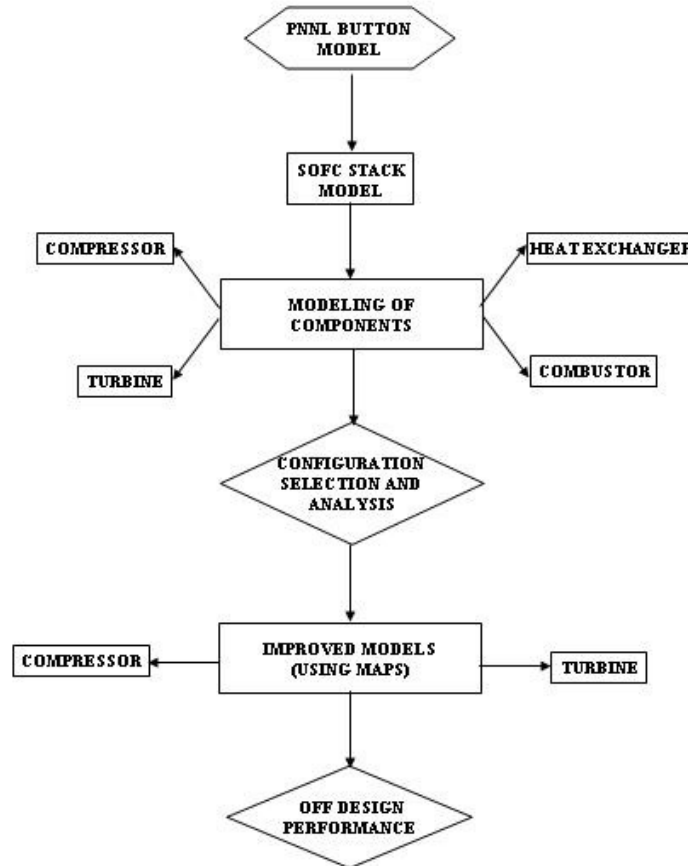 PNNL BUTTON
MODEL
SOFC STACK
MODEL
COMPRESSOR
HEAT EXCHANGER
MODELING OF
COMPONENTS
TURBINE
COMBUSTOR
CONFIGURATION
SELECTION AND
ANALYSIS
IMPROVED MODELS
(USING MAPS)
COMPRESSOR
TURBINE
OFF DESIGN
PERFORMANCE